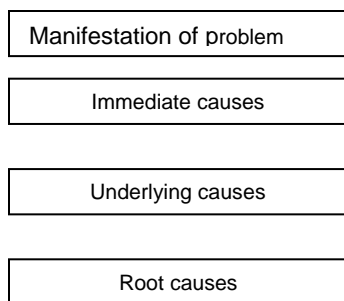 Manifestation of problem
Immediate causes
Underlying causes
Root causes